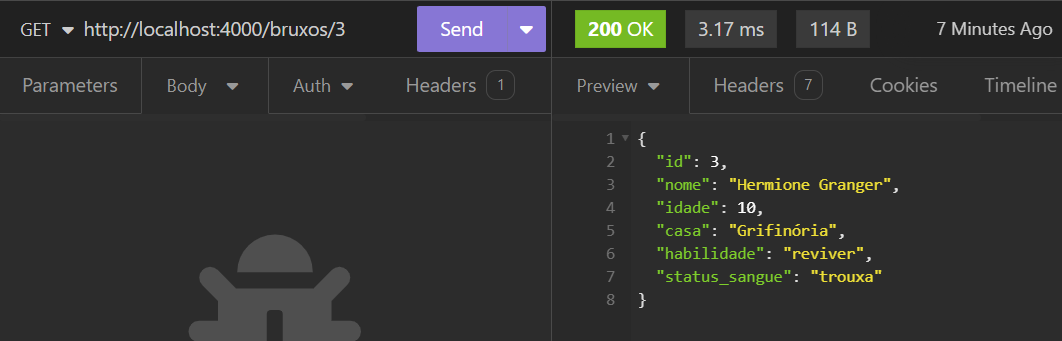 GET http://localhost:4000/bruxos/3 Send 200 OK 3.17 ms 114 B 7 Minutes Ago
Parameters Body Auth Headers 1 Preview Headers 7 Cookies Timeline
1 {
2 "id": 3,
3 "nome": "Hermione Granger",
4 "idade": 10,
5 "casa": "Grifinória",
6 "habilidade": "reviver",
7 "status_sangue": "trouxa"
8 }